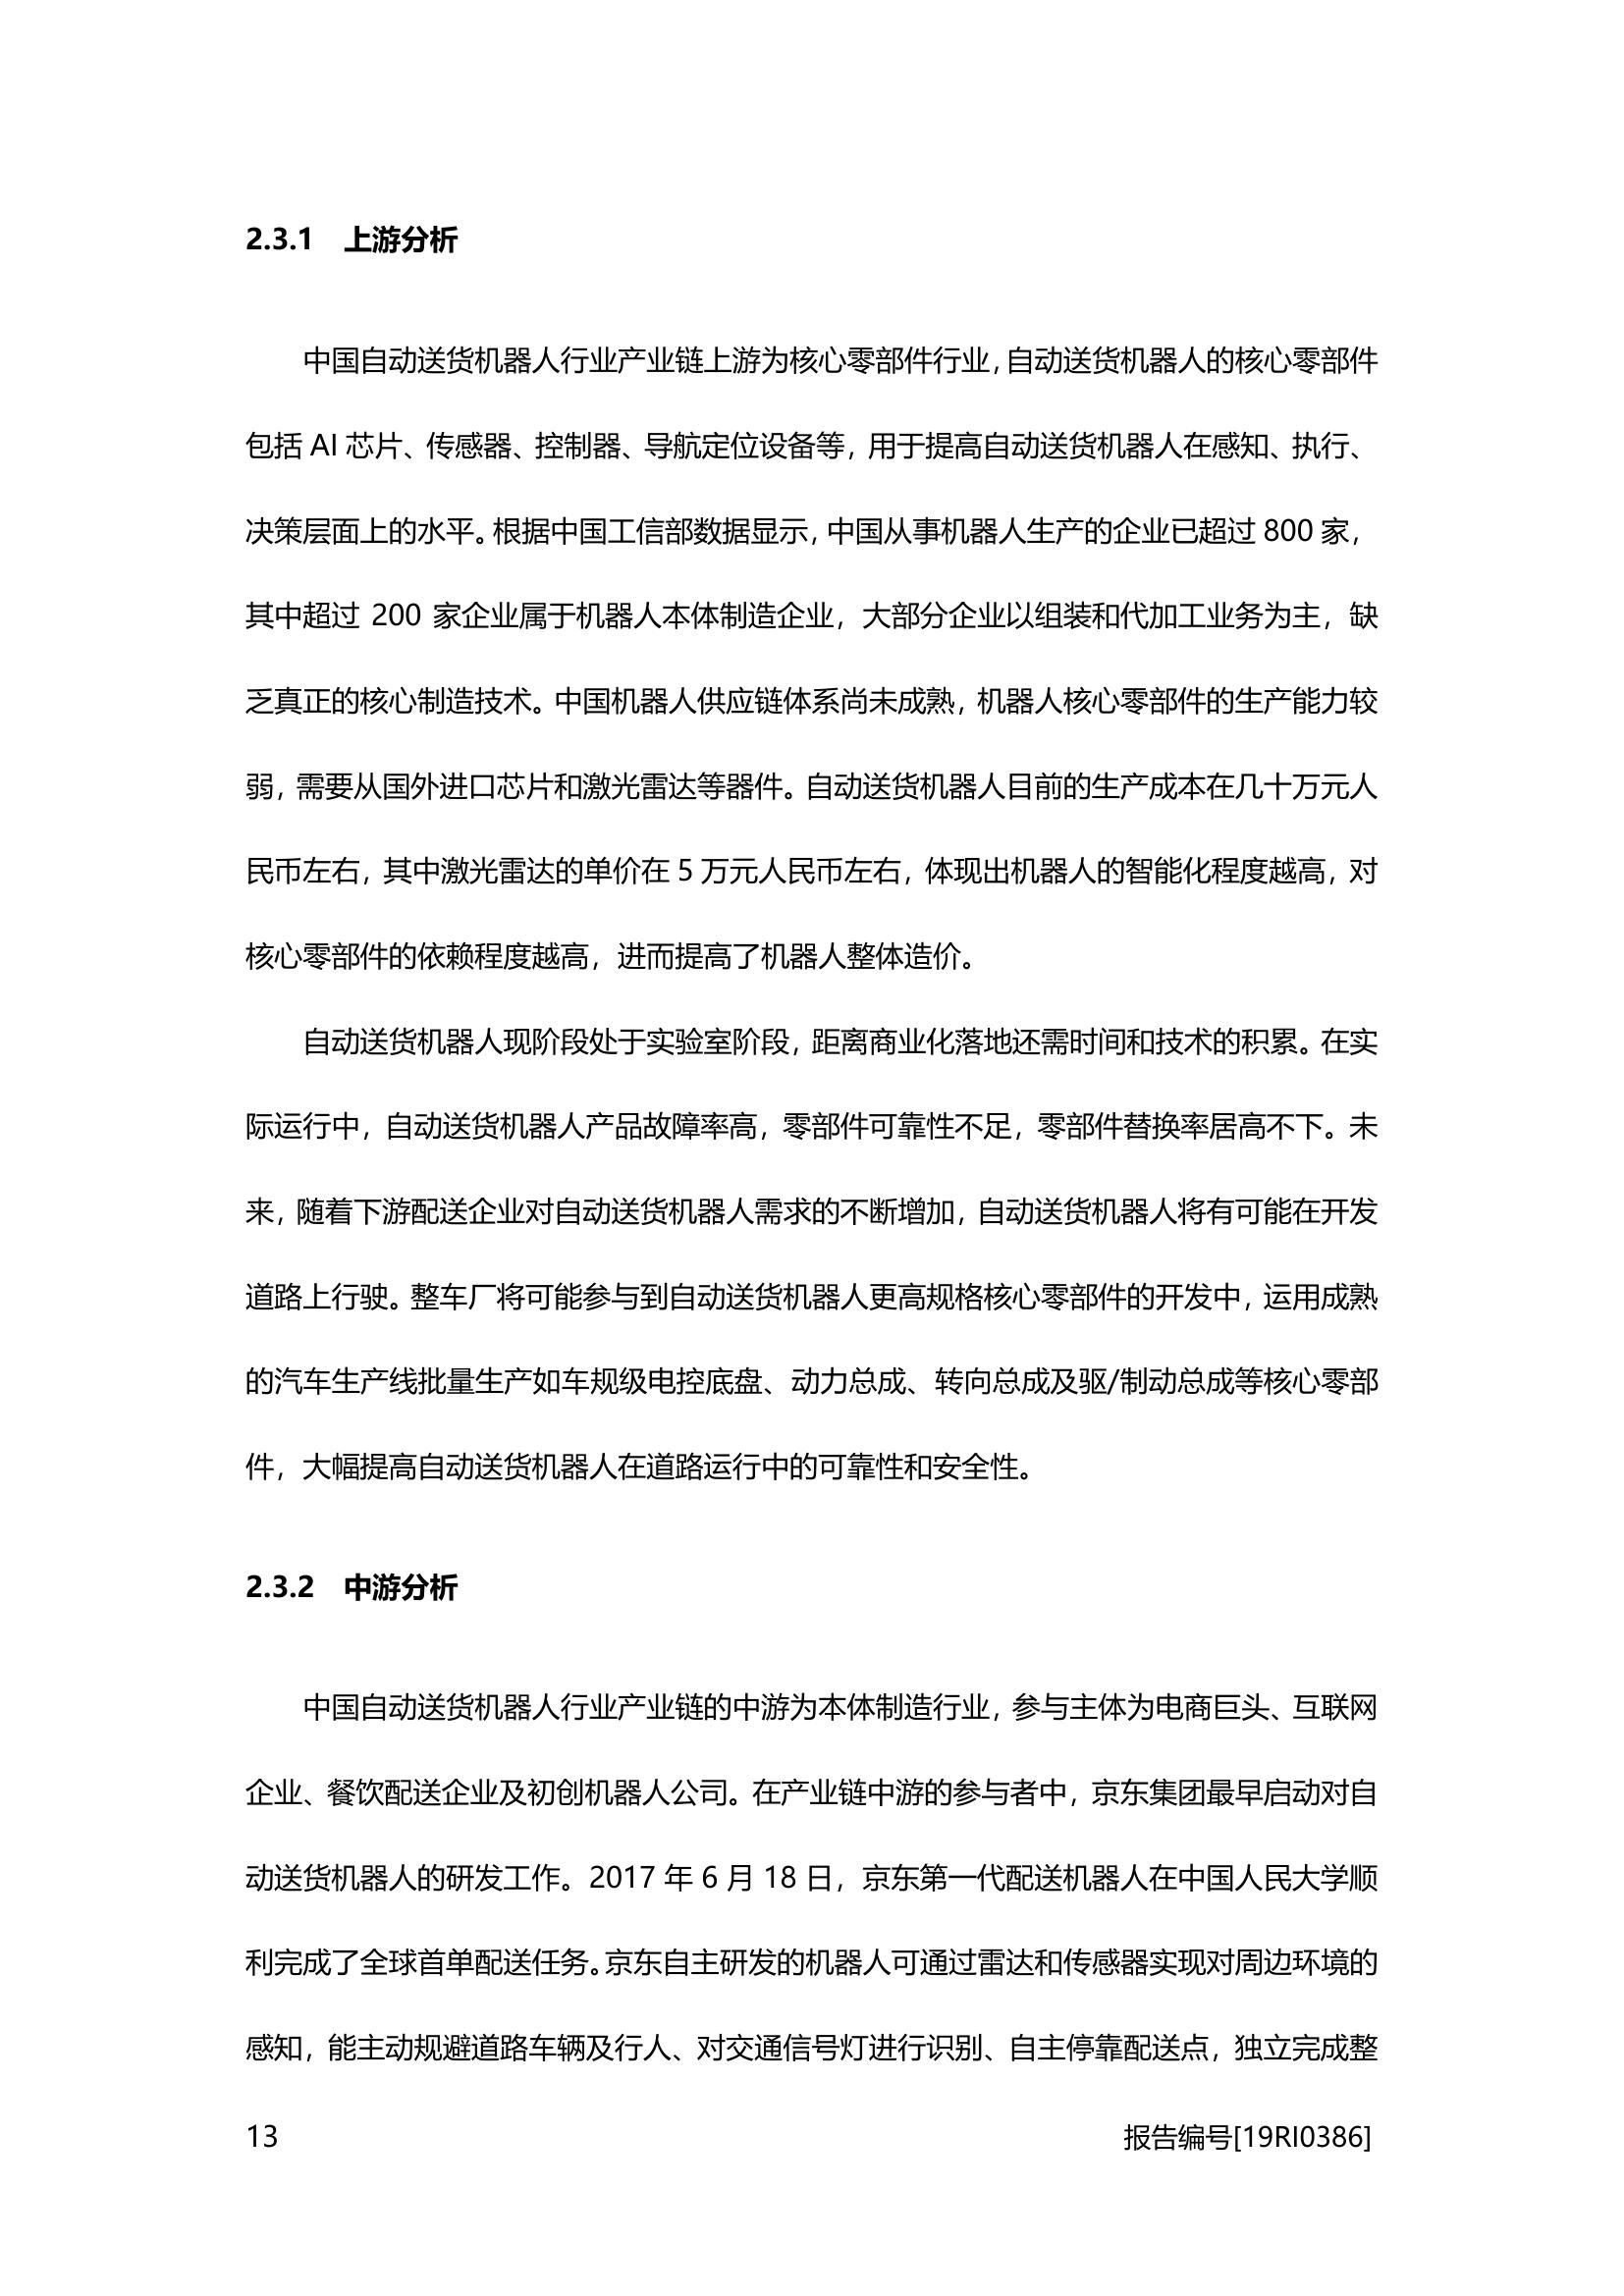 2.3.1 上游分析
中国自动送货机器人行业产业链上游为核心零部件行业，自动送货机器人的核心零部件
包括 AI 芯片、传感器、控制器、导航定位设备等，用于提高自动送货机器人在感知、执行、
决策层面上的水平。根据中国工信部数据显示，中国从事机器人生产的企业已超过 800 家，
其中超过 200 家企业属于机器人本体制造企业，大部分企业以组装和代加工业务为主，缺
乏真正的核心制造技术。中国机器人供应链体系尚未成熟，机器人核心零部件的生产能力较
弱，需要从国外进口芯片和激光雷达等器件。自动送货机器人目前的生产成本在几十万元人
民币左右，其中激光雷达的单价在 5 万元人民币左右，体现出机器人的智能化程度越高，对
核心零部件的依赖程度越高，进而提高了机器人整体造价。
自动送货机器人现阶段处于实验室阶段，距离商业化落地还需时间和技术的积累。在实
际运行中，自动送货机器人产品故障率高，零部件可靠性不足，零部件替换率居高不下。未
来，随着下游配送企业对自动送货机器人需求的不断增加，自动送货机器人将有可能在开发
道路上行驶。整车厂将可能参与到自动送货机器人更高规格核心零部件的开发中，运用成熟
的汽车生产线批量生产如车规级电控底盘、动力总成、转向总成及驱/制动总成等核心零部
件，大幅提高自动送货机器人在道路运行中的可靠性和安全性。
2.3.2 中游分析
中国自动送货机器人行业产业链的中游为本体制造行业，参与主体为电商巨头、互联网
企业、餐饮配送企业及初创机器人公司。在产业链中游的参与者中，京东集团最早启动对自
动送货机器人的研发工作。2017 年 6 月 18 日，京东第一代配送机器人在中国人民大学顺
利完成了全球首单配送任务。京东自主研发的机器人可通过雷达和传感器实现对周边环境的
感知，能主动规避道路车辆及行人、对交通信号灯进行识别、自主停靠配送点，独立完成整
13 报告编号[19RI0386]